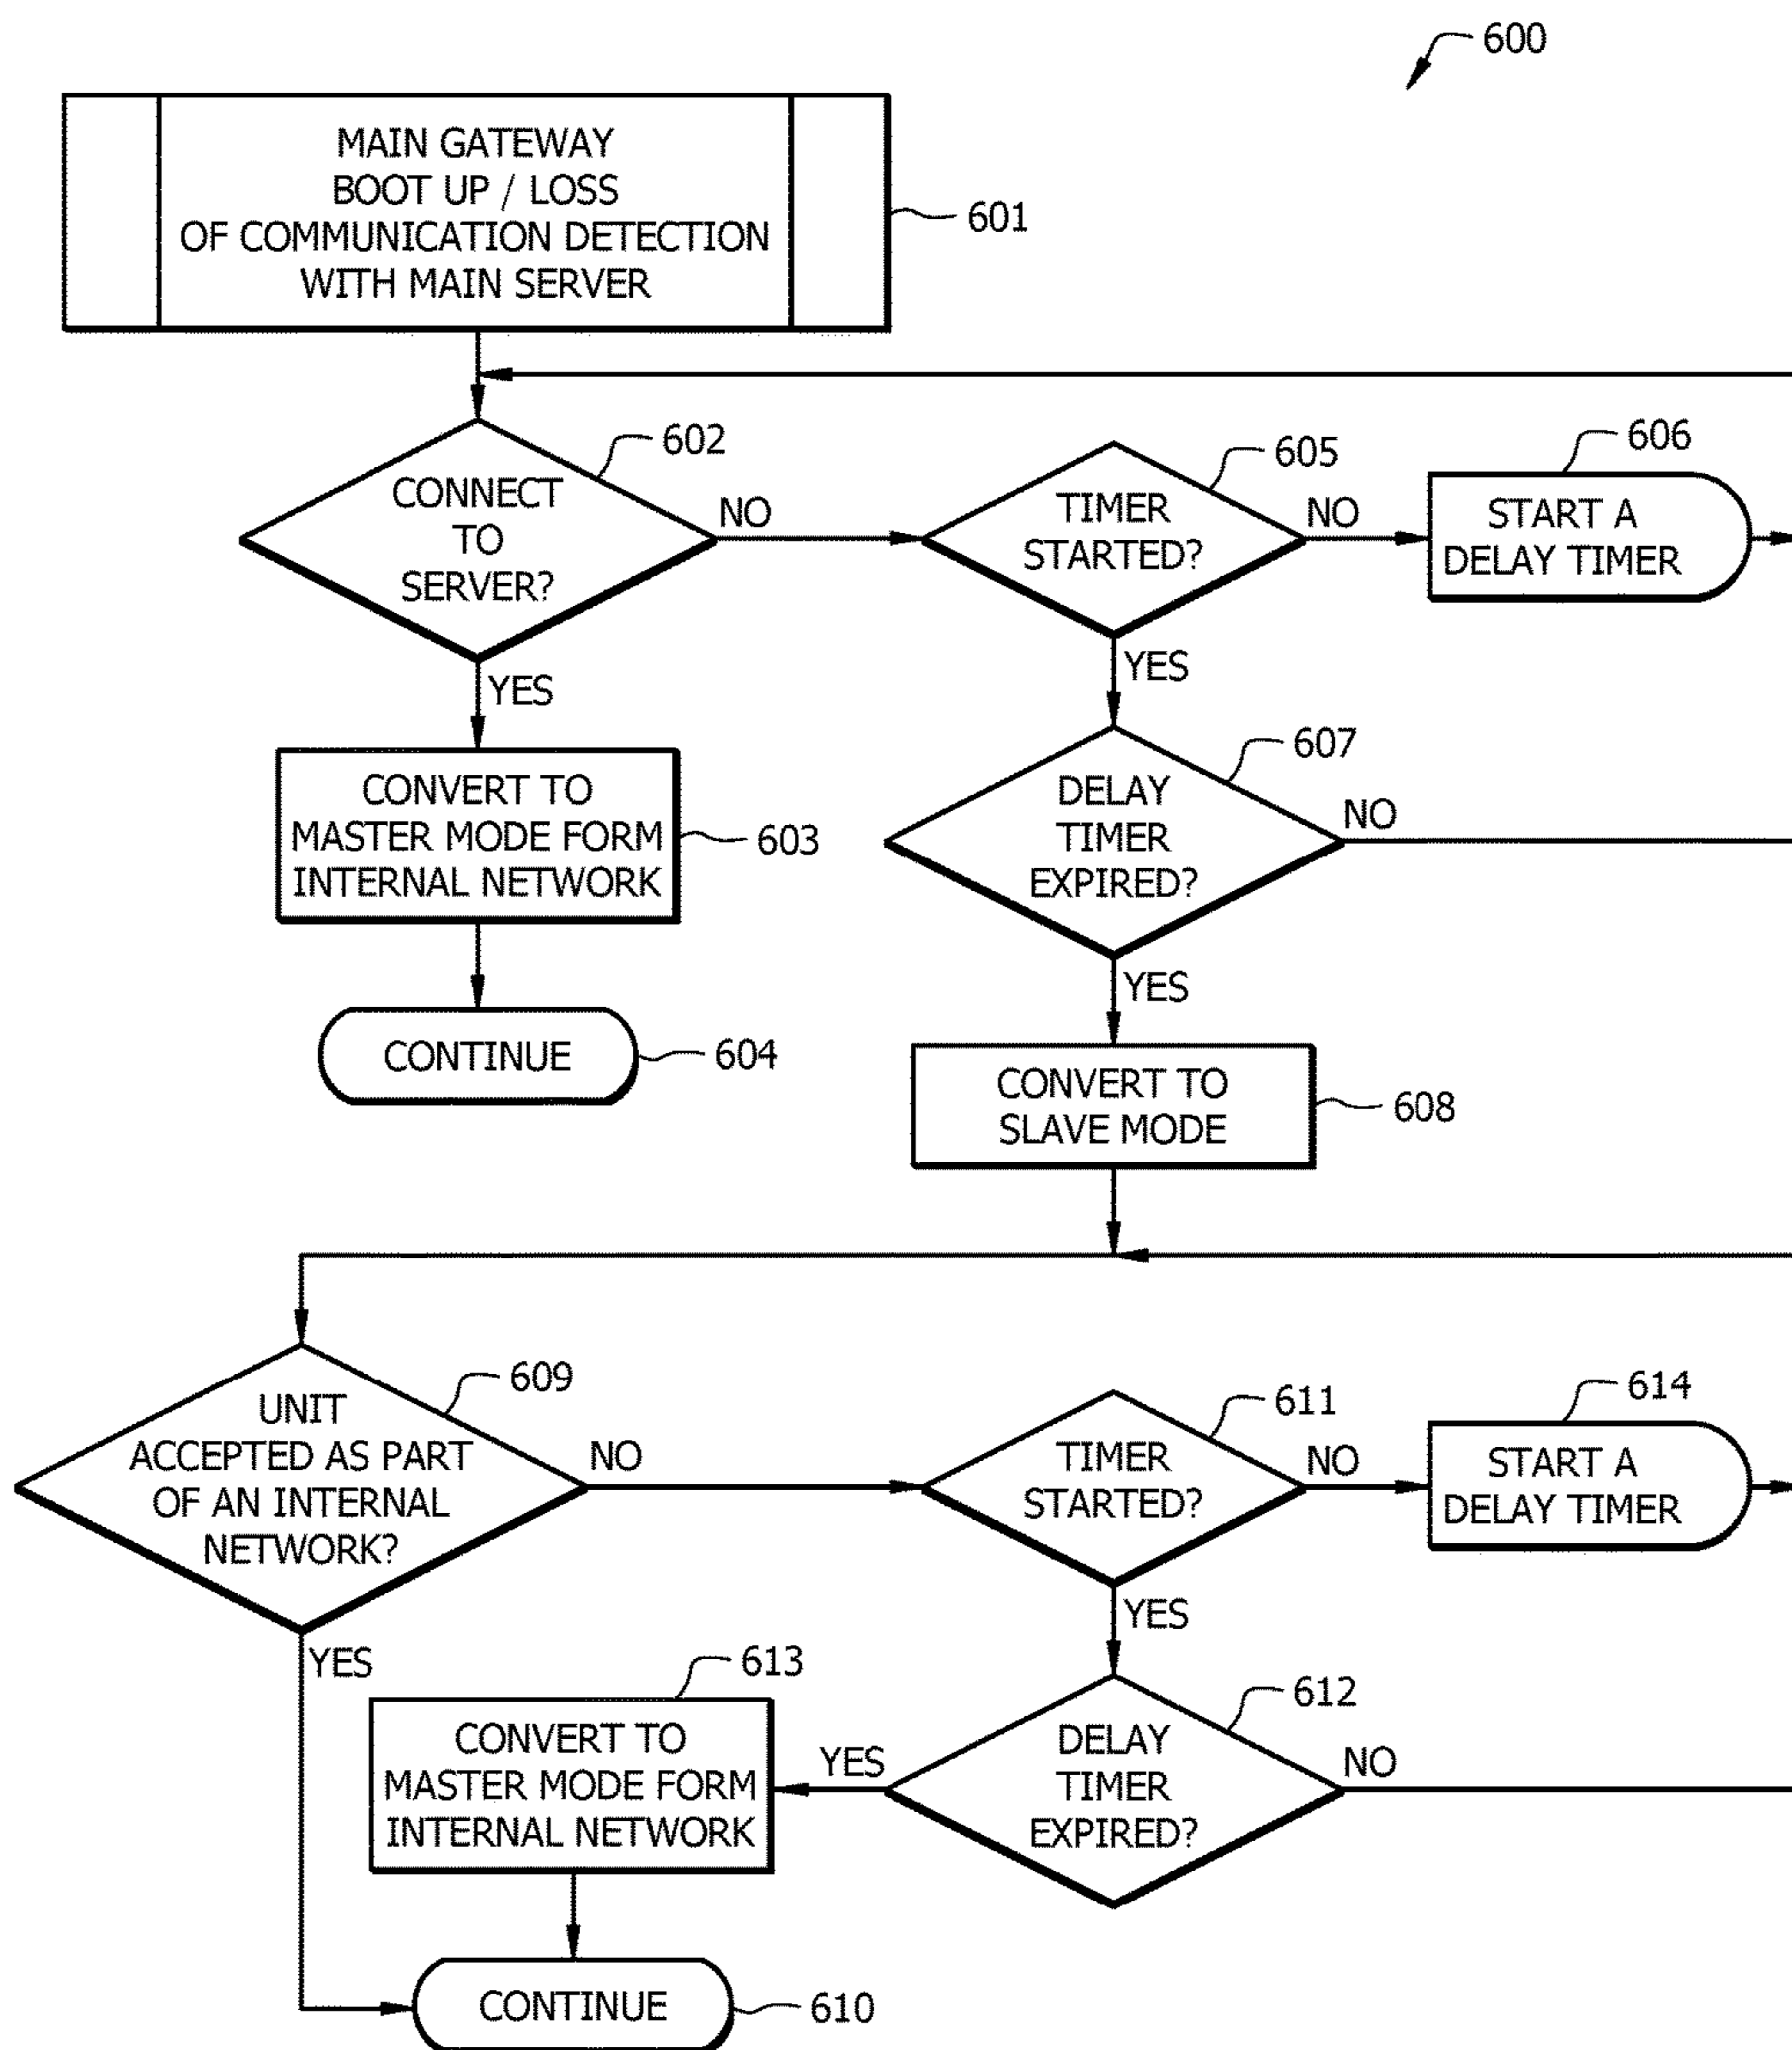 600
MAIN GATEWAY
BOOT UP / LOSS
OF COMMUNICATION DETECTION
WITH MAIN SERVER
601
602
CONNECT
TO
SERVER?
NO
YES
605
TIMER
STARTED?
NO
YES
606
START A
DELAY TIMER
CONVERT TO
MASTER MODE FORM
INTERNAL NETWORK
603
607
DELAY
TIMER
EXPIRED?
NO
YES
CONTINUE
604
CONVERT TO
SLAVE MODE
608
609
UNIT
ACCEPTED AS PART
OF AN INTERNAL
NETWORK?
NO
YES
611
TIMER
STARTED?
NO
YES
614
START A
DELAY TIMER
613
CONVERT TO
MASTER MODE FORM
INTERNAL NETWORK
YES
612
DELAY
TIMER
EXPIRED?
NO
CONTINUE
610